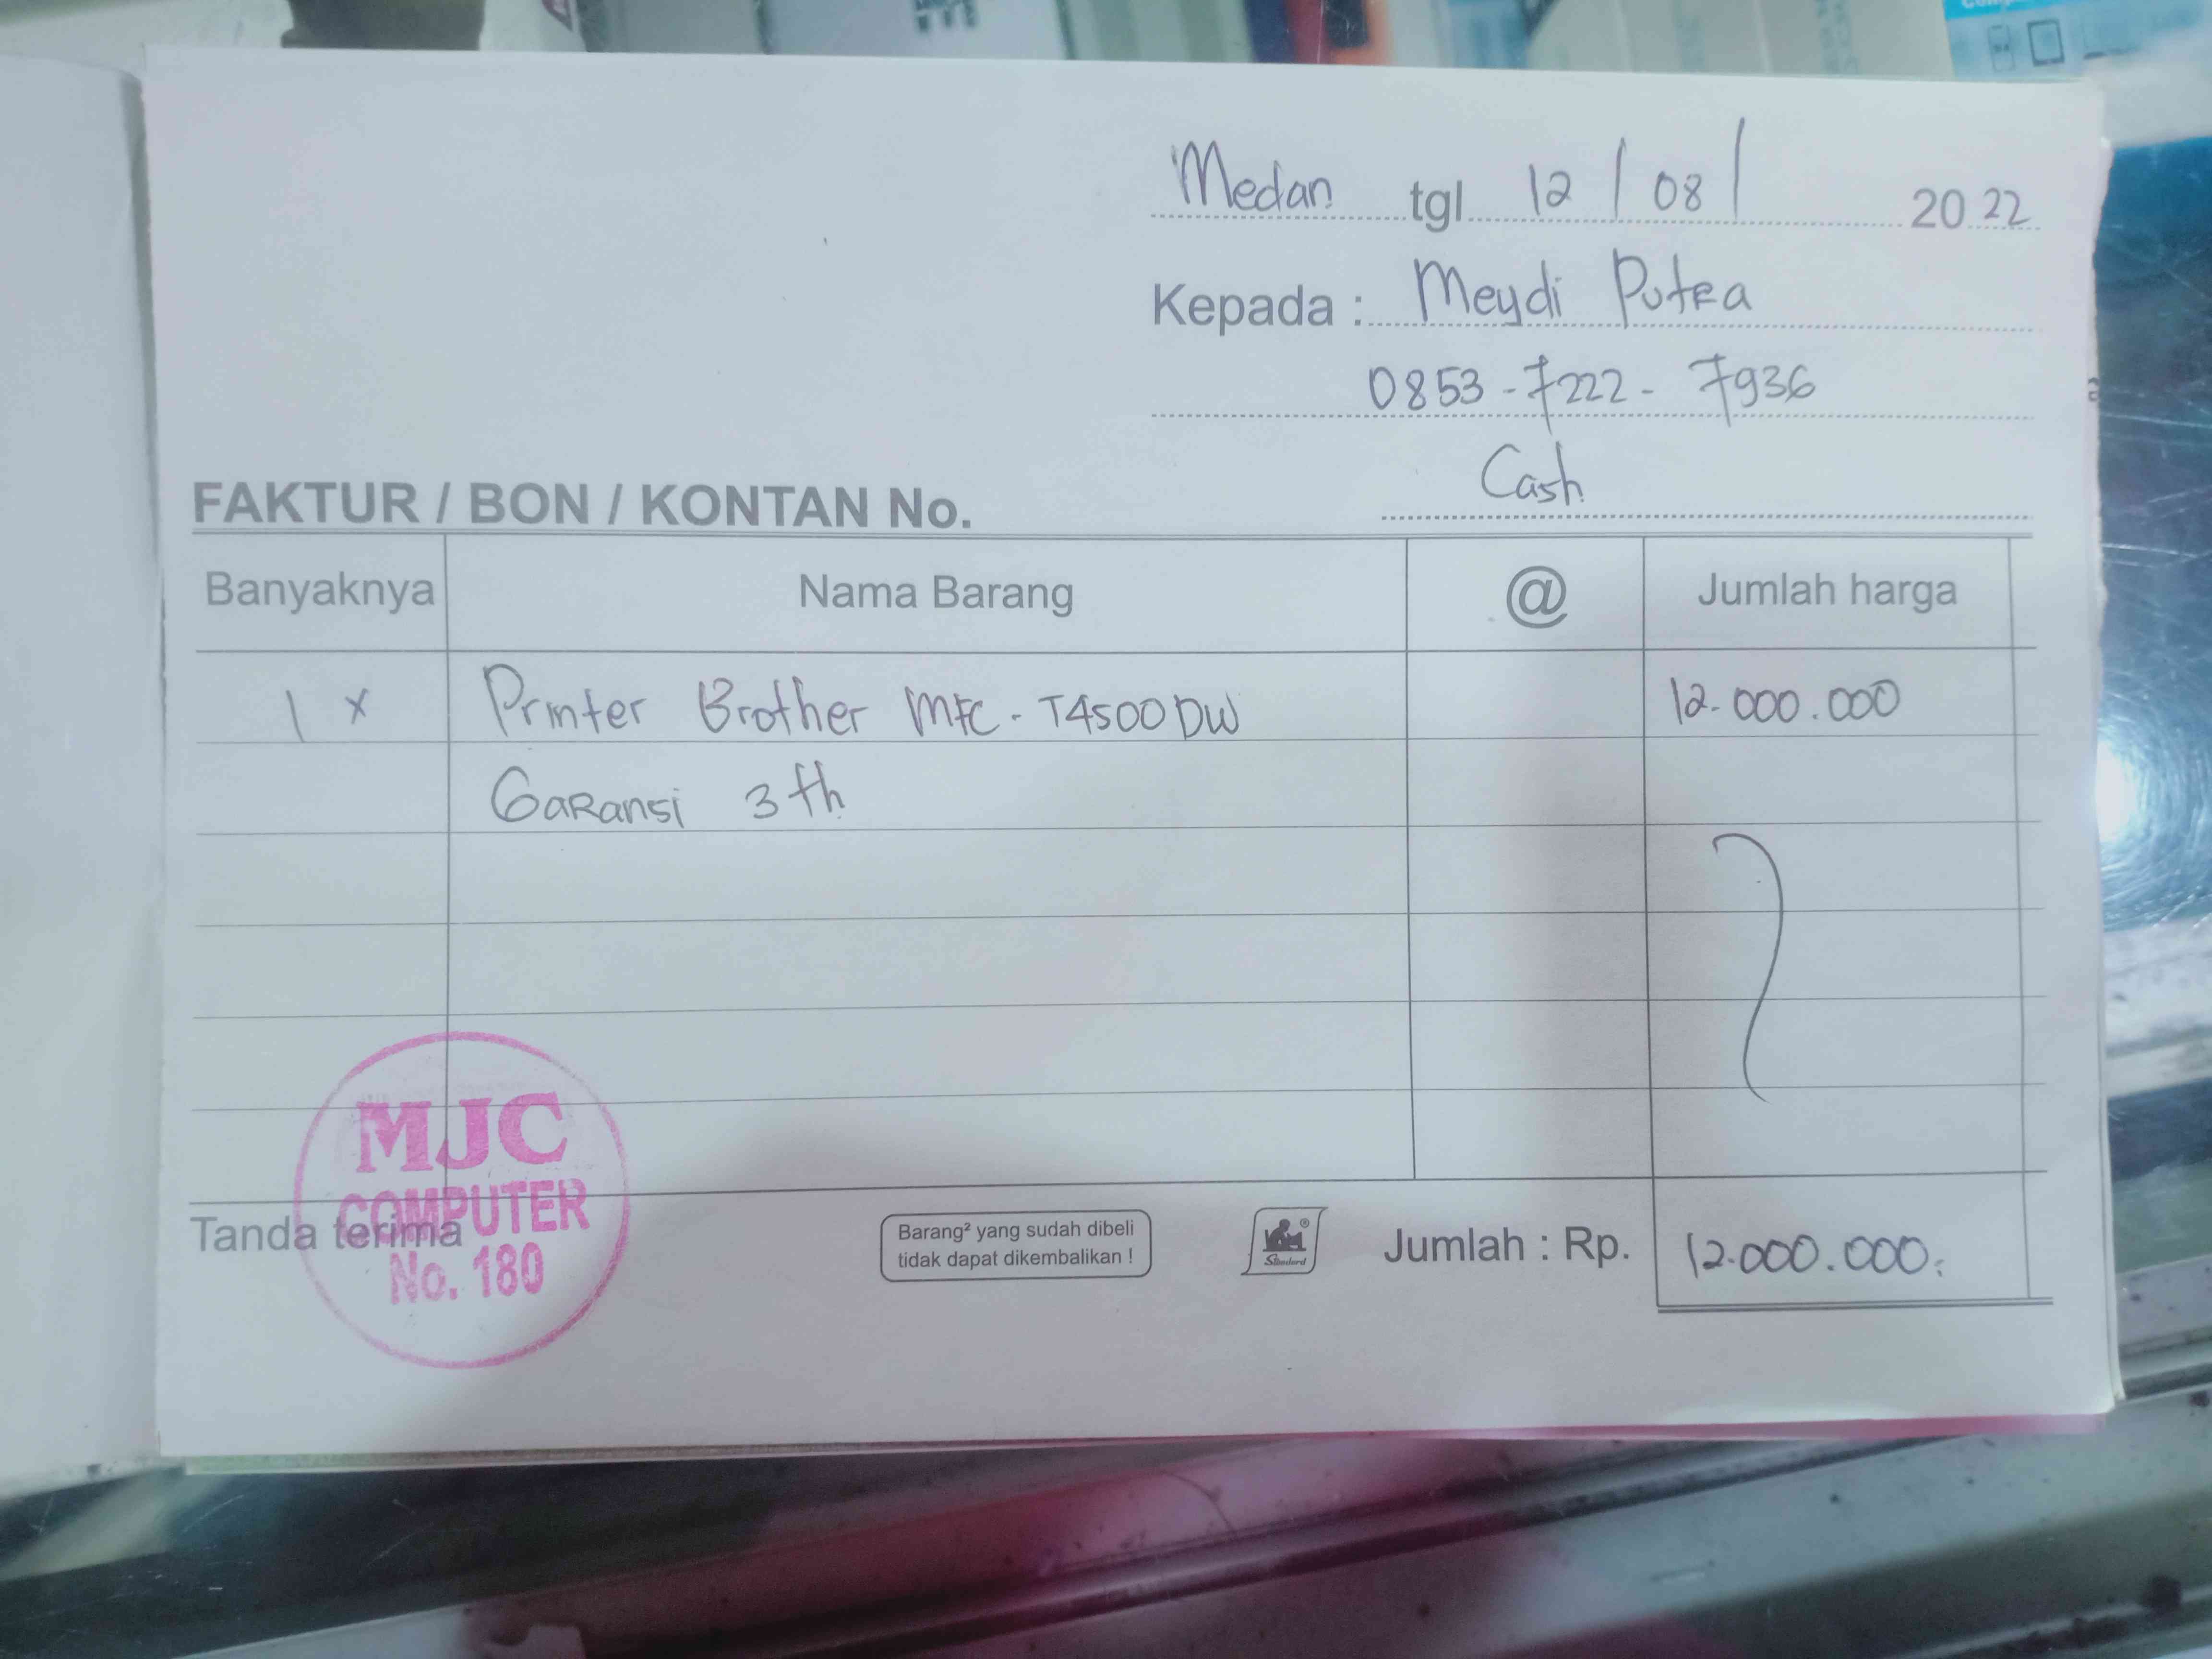 Medan tgl 12 / 08 / 2022
Kepada : Meydi Putra
0853 - 7222 - 7936
Cash
FAKTUR / BON / KONTAN No.
Banyaknya Nama Barang @ Jumlah harga
1 x Printer Brother MFC - T4500DW 12.000.000
Garansi 3 th
MJC
COMPUTER
No. 180
Tanda terima
Barang² yang sudah dibeli
tidak dapat dikembalikan !
® Standard
Jumlah : Rp. 12.000.000,